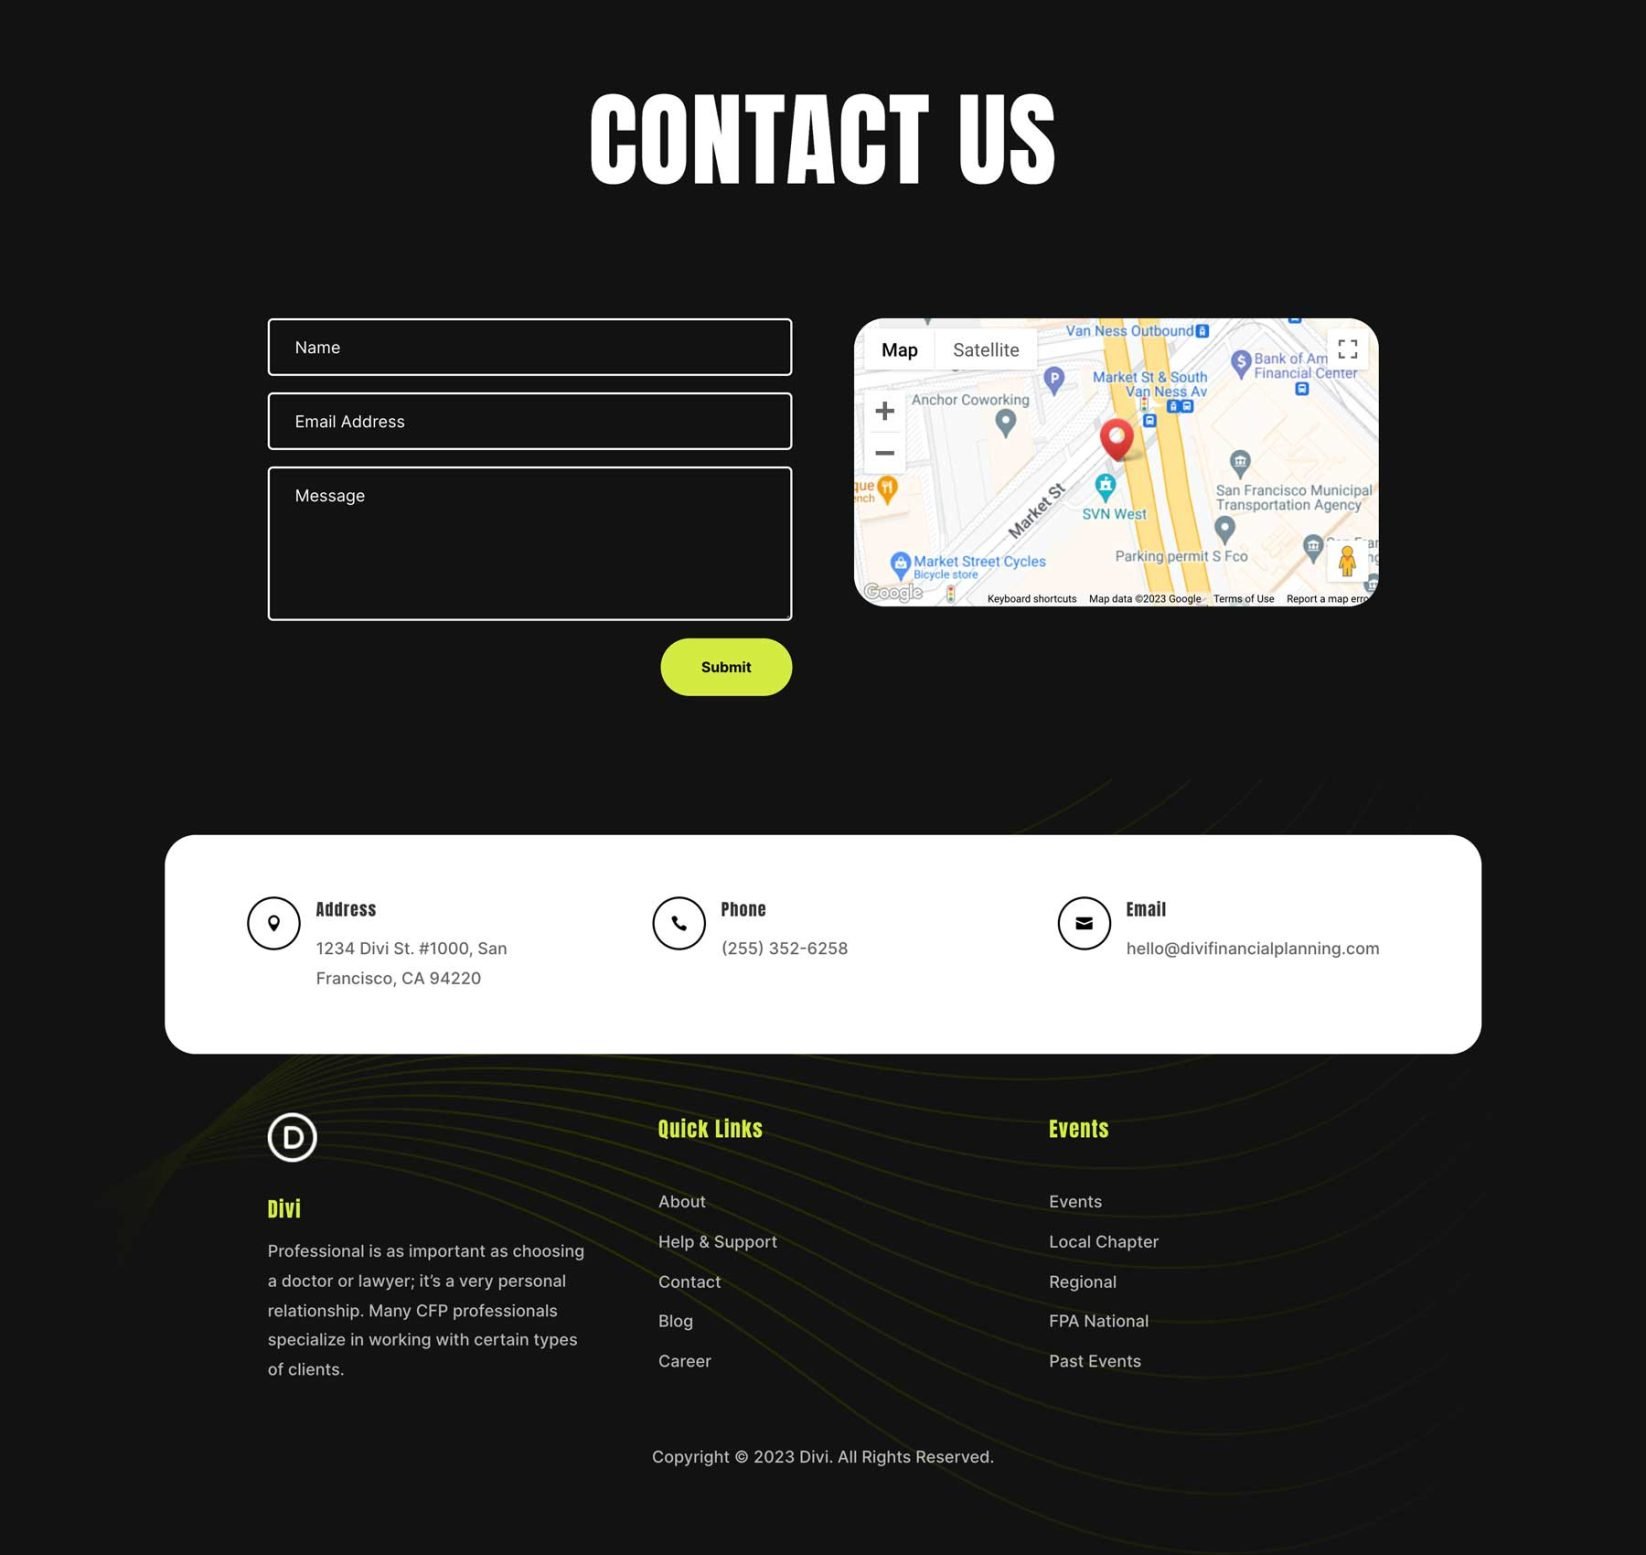 CONTACT US
Name
Email Address
Message
Submit
Map Satellite
Van Ness Outbound
Bank of Am
Financial Center
Market St & South
Van Ness Av
P
Anchor Coworking
San Francisco Municipal
Transportation Agency
Market St
SVN West
Parking permit S Fco
Market Street Cycles
Bicycle store
Google
Keyboard shortcuts Map data ©2023 Google Terms of Use Report a map erro
Address
1234 Divi St. #1000, San
Francisco, CA 94220
Phone
(255) 352-6258
Email
hello@divifinancialplanning.com
D
Divi
Professional is as important as choosing
a doctor or lawyer; it’s a very personal
relationship. Many CFP professionals
specialize in working with certain types
of clients.
Quick Links
About
Help & Support
Contact
Blog
Career
Events
Events
Local Chapter
Regional
FPA National
Past Events
Copyright © 2023 Divi. All Rights Reserved.